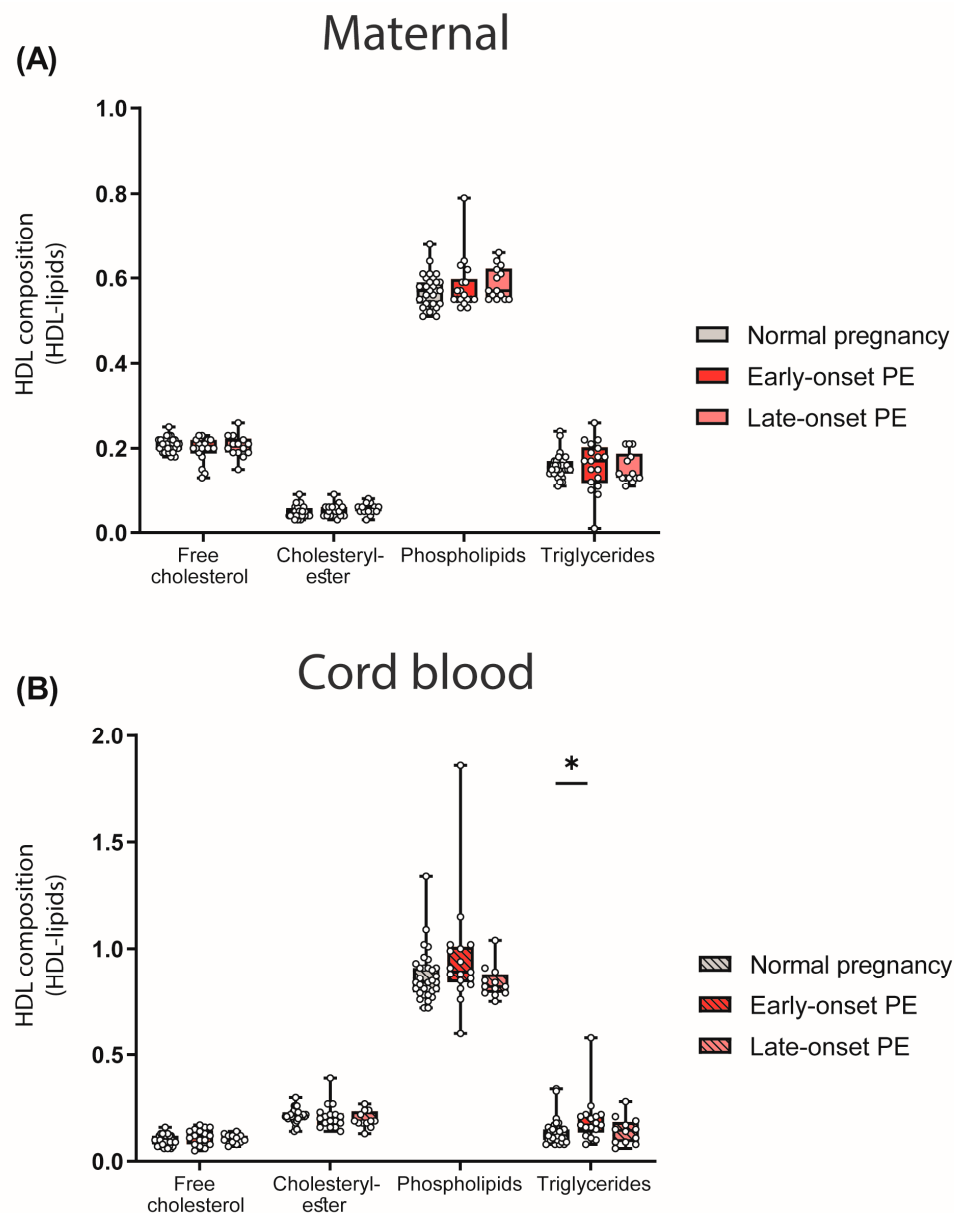 Maternal
(A)
HDL composition
(HDL-lipids)
1.0
0.8
0.6
0.4
0.2
0.0
Free
cholesterol
Cholesteryl-
ester
Phospholipids
Triglycerides
Normal pregnancy
Early-onset PE
Late-onset PE
Cord blood
(B)
HDL composition
(HDL-lipids)
2.0
1.5
1.0
0.5
0.0
*
Free
cholesterol
Cholesteryl-
ester
Phospholipids
Triglycerides
Normal pregnancy
Early-onset PE
Late-onset PE